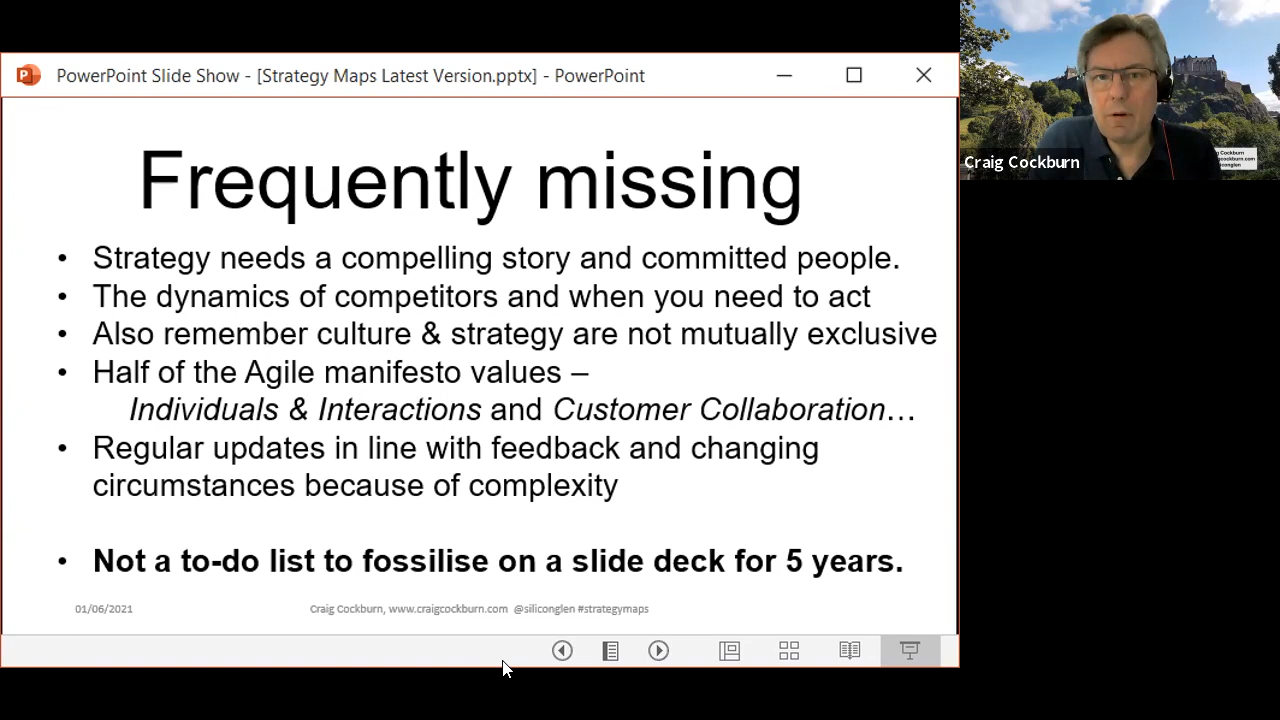 PowerPoint Slide Show - [Strategy Maps Latest Version.pptx] - PowerPoint
Frequently missing
• Strategy needs a compelling story and committed people.
• The dynamics of competitors and when you need to act
• Also remember culture & strategy are not mutually exclusive
• Half of the Agile manifesto values –
Individuals & Interactions and Customer Collaboration…
• Regular updates in line with feedback and changing
circumstances because of complexity
• Not a to-do list to fossilise on a slide deck for 5 years.
01/06/2021
Craig Cockburn, www.craigcockburn.com @siliconglen #strategymaps
Craig Cockburn